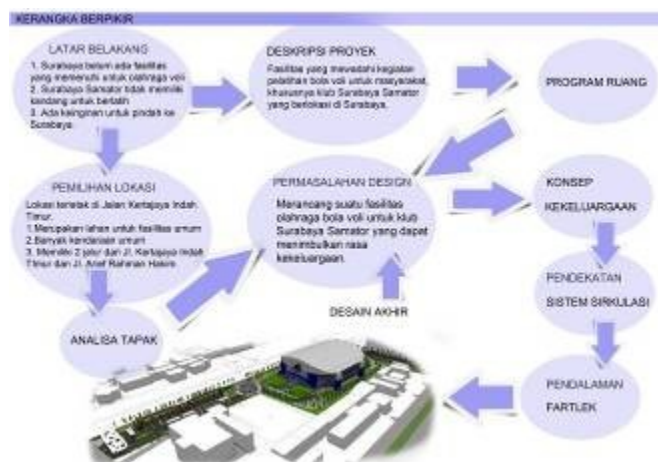 KERANGKA BERPIKIR
LATAR BELAKANG
1. Surabaya belum ada fasilitas
yang memenuhi untuk olahraga voli
2. Surabaya Samator tidak memiliki
kandang untuk berlatih
3. Ada keinginan untuk pindah ke
Surabaya.
DESKRIPSI PROYEK
Fasilitas yang mewadahi kegiatan
pelatihan bola voli untuk masyarakat,
khususnya klub Surabaya Samator
yang berlokasi di Surabaya.
PROGRAM RUANG
PEMILIHAN LOKASI
Lokasi terletak di Jalan Kertajaya Indah
Timur.
1.Merupakan lahan untuk fasilitas umum
2.Banyak kendaraan umum
3. Memiliki 2 jalur dari Jl. Kertajaya Indah
Timur dan Jl. Arief Rahman Hakim.
PERMASALAHAN DESIGN
Merancang suatu fasilitas
olahraga bola voli untuk klub
Surabaya Samator yang dapat
menimbulkan rasa
kekeluargaan.
KONSEP
KEKELUARGAAN
PENDEKATAN
SISTEM SIRKULASI
DESAIN AKHIR
ANALISA TAPAK
PENDALAMAN
FARTLEK